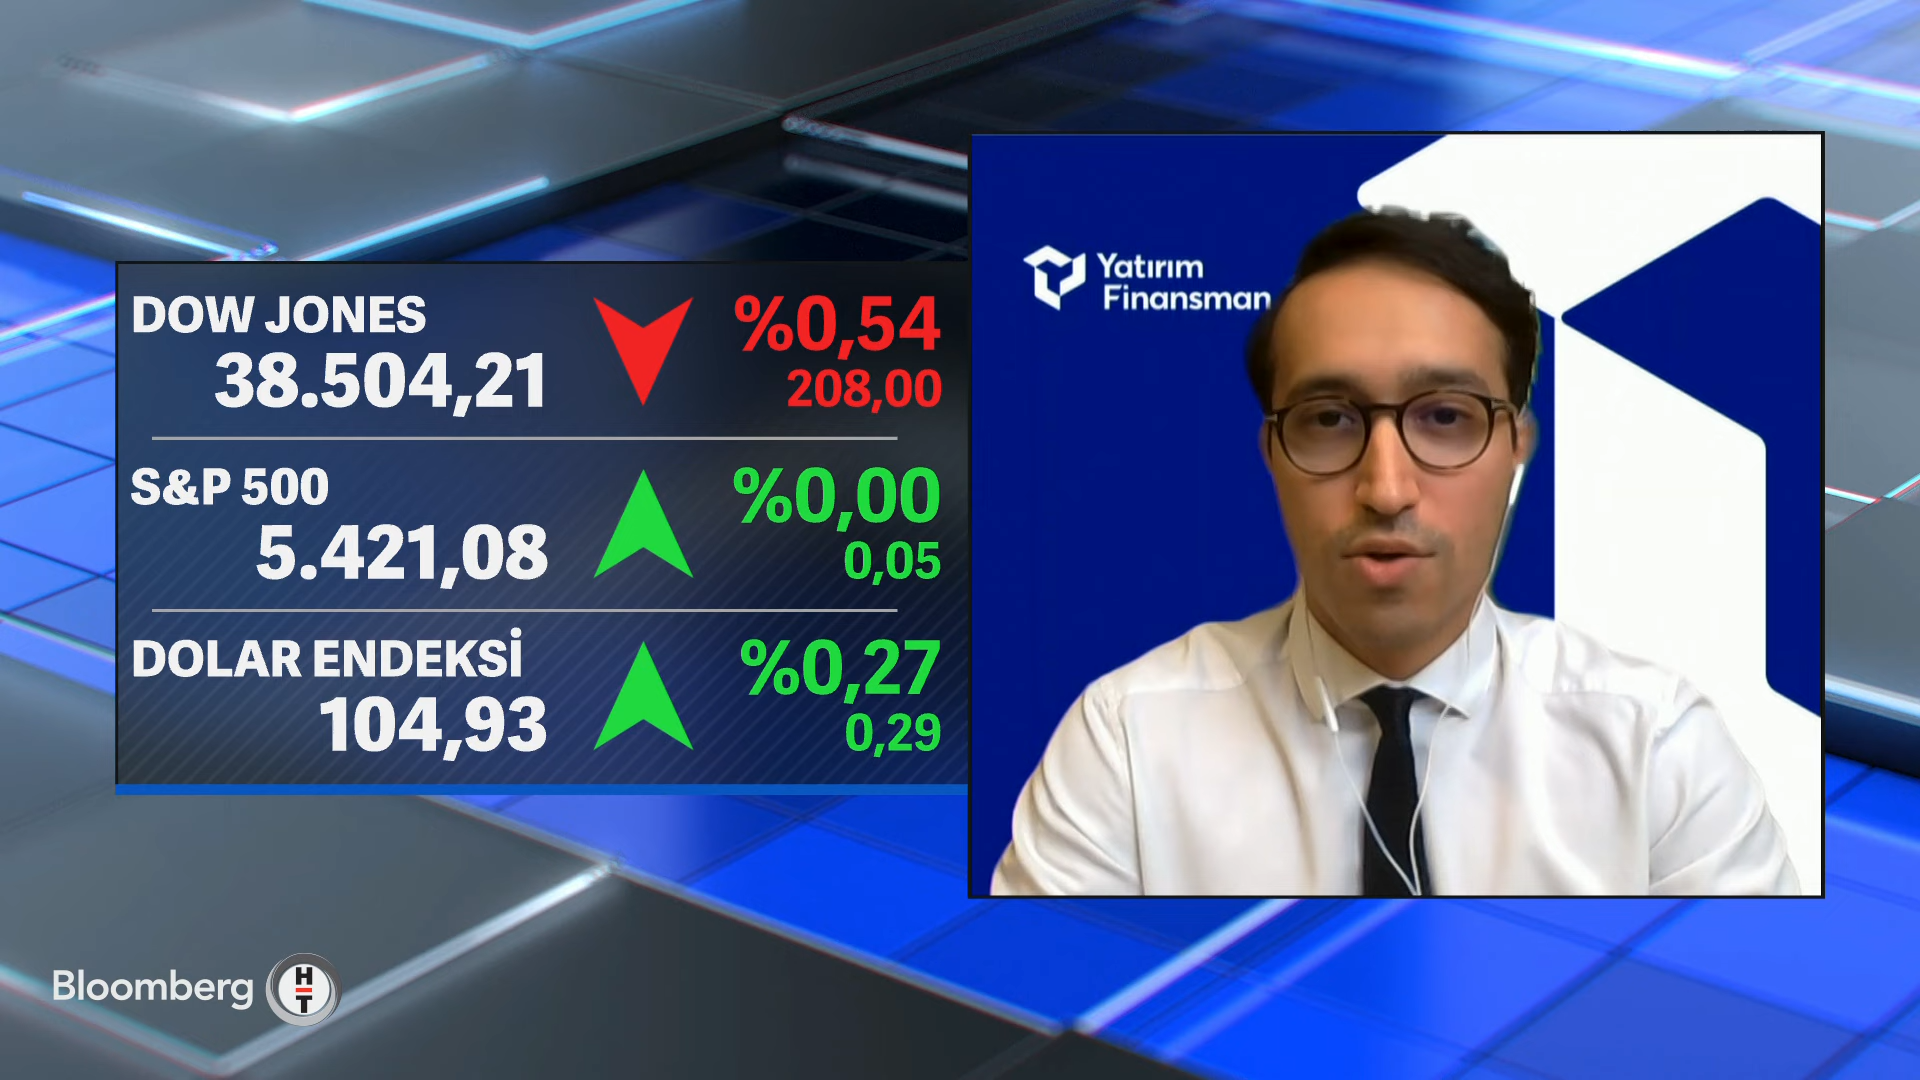 DOW JONES
38.504,21
%0,54
208,00
S&P 500
5.421,08
%0,00
0,05
DOLAR ENDEKSİ
104,93
%0,27
0,29
Yatırım
Finansman
Bloomberg HT